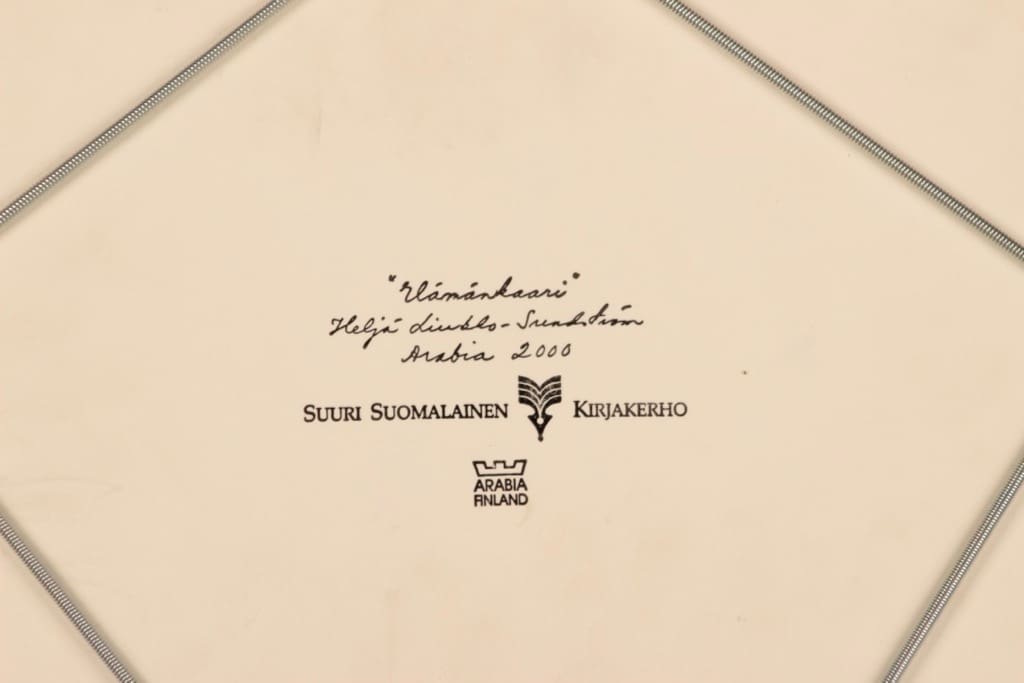 "Elämänkaari"
Heljä Liukko-Sundström
Arabia 2000
SUURI SUOMALAINEN KIRJAKERHO
ARABIA
FINLAND